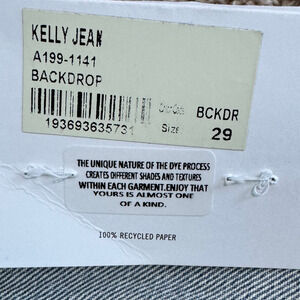 KELLY JEAN
A199-1141
BACKDROP
193693635731
BCKDR
Size 29
THE UNIQUE NATURE OF THE DYE PROCESS
CREATES DIFFERENT SHADES AND TEXTURES
WITHIN EACH GARMENT.ENJOY THAT
YOURS IS ALMOST ONE
OF A KIND.
100% RECYCLED PAPER